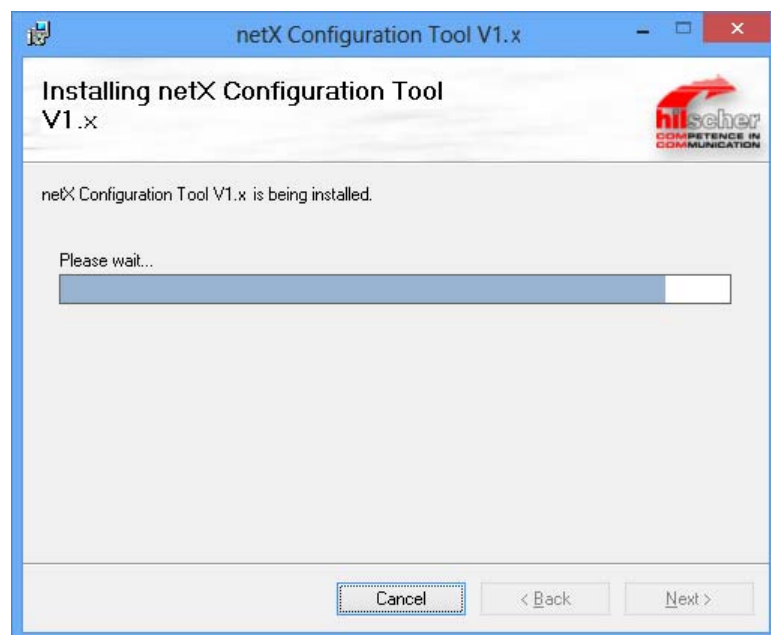 netX Configuration Tool V1.x
Installing netX Configuration Tool
V1.x
hilscher
COMPETENCE IN
COMMUNICATION
netX Configuration Tool V1.x is being installed.
Please wait...
Cancel
< Back
Next >